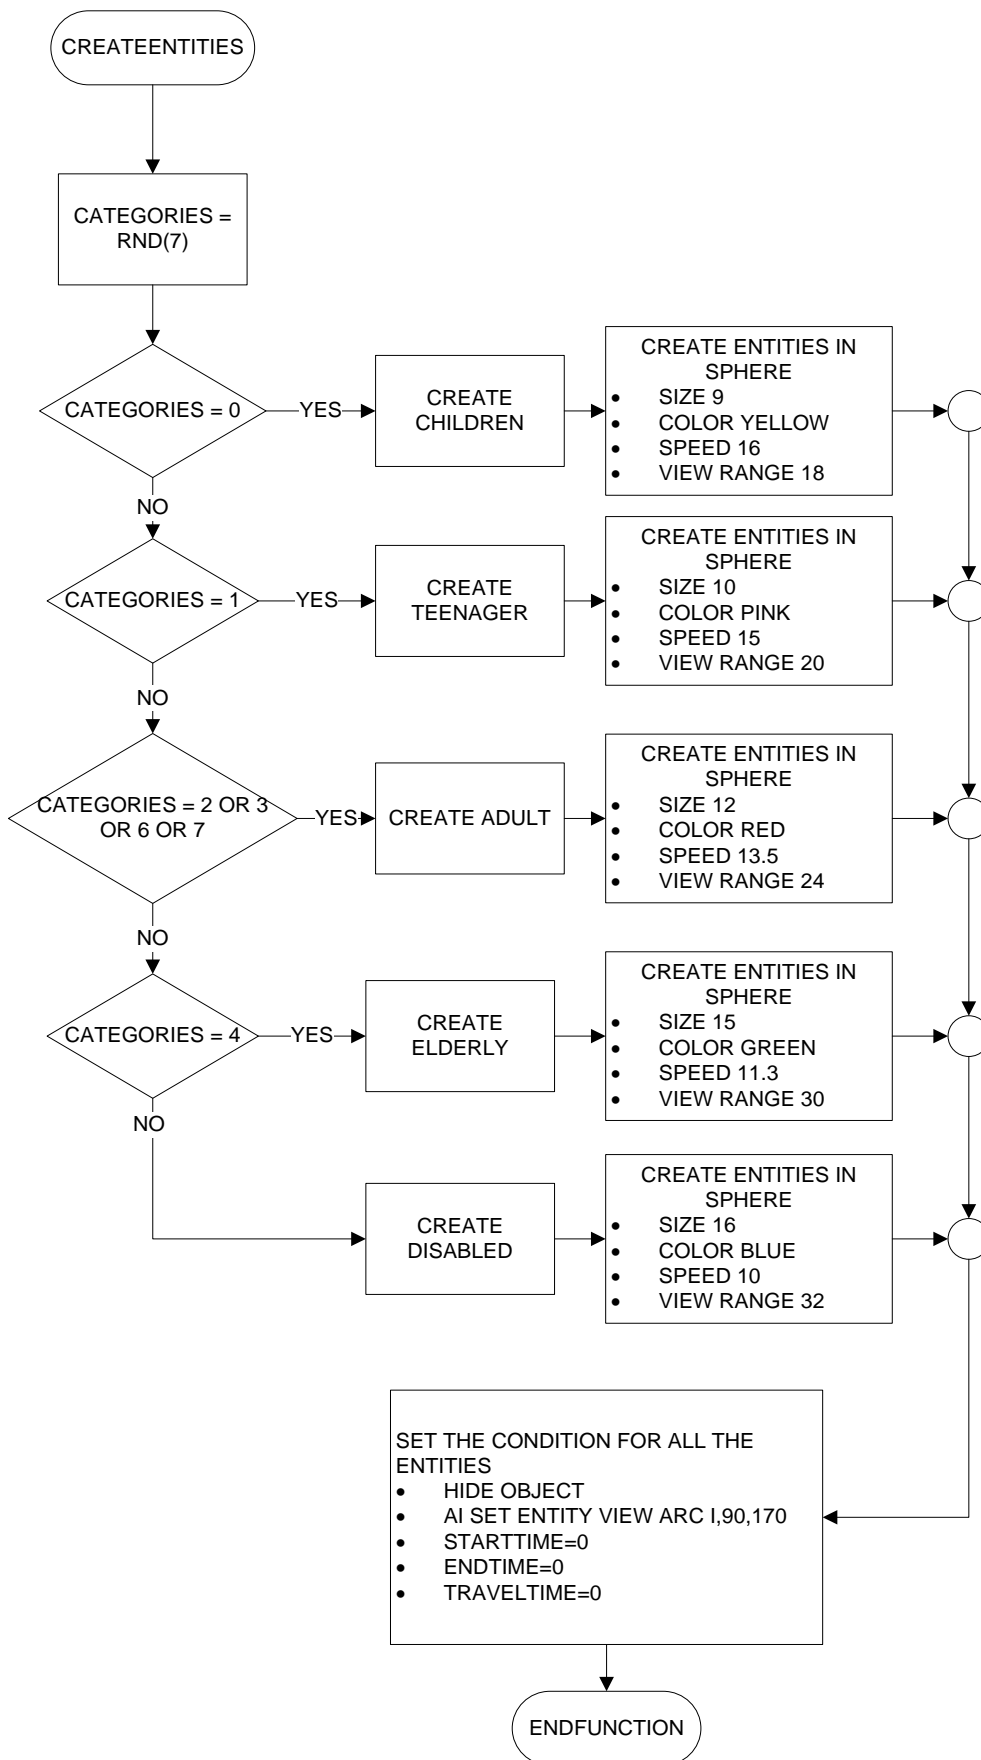 CREATEENTITIES
CATEGORIES =
RND(7)
CATEGORIES = 0
YES
CREATE
CHILDREN
CREATE ENTITIES IN
SPHERE
• SIZE 9
• COLOR YELLOW
• SPEED 16
• VIEW RANGE 18
NO
CATEGORIES = 1
YES
CREATE
TEENAGER
CREATE ENTITIES IN
SPHERE
• SIZE 10
• COLOR PINK
• SPEED 15
• VIEW RANGE 20
NO
CATEGORIES = 2 OR 3
OR 6 OR 7
YES
CREATE ADULT
CREATE ENTITIES IN
SPHERE
• SIZE 12
• COLOR RED
• SPEED 13.5
• VIEW RANGE 24
NO
CATEGORIES = 4
YES
CREATE
ELDERLY
CREATE ENTITIES IN
SPHERE
• SIZE 15
• COLOR GREEN
• SPEED 11.3
• VIEW RANGE 30
NO
CREATE
DISABLED
CREATE ENTITIES IN
SPHERE
• SIZE 16
• COLOR BLUE
• SPEED 10
• VIEW RANGE 32
SET THE CONDITION FOR ALL THE
ENTITIES
• HIDE OBJECT
• AI SET ENTITY VIEW ARC I,90,170
• STARTTIME=0
• ENDTIME=0
• TRAVELTIME=0
ENDFUNCTION